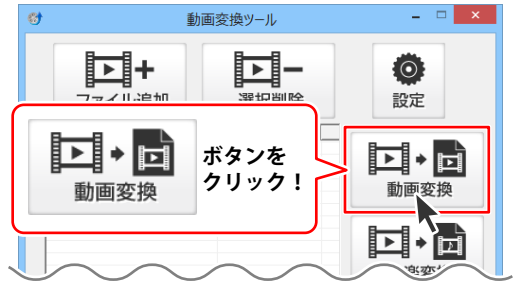 動画変換ツール
ファイル追加
選択削除
設定
動画変換
ボタンを
クリック！
動画変換